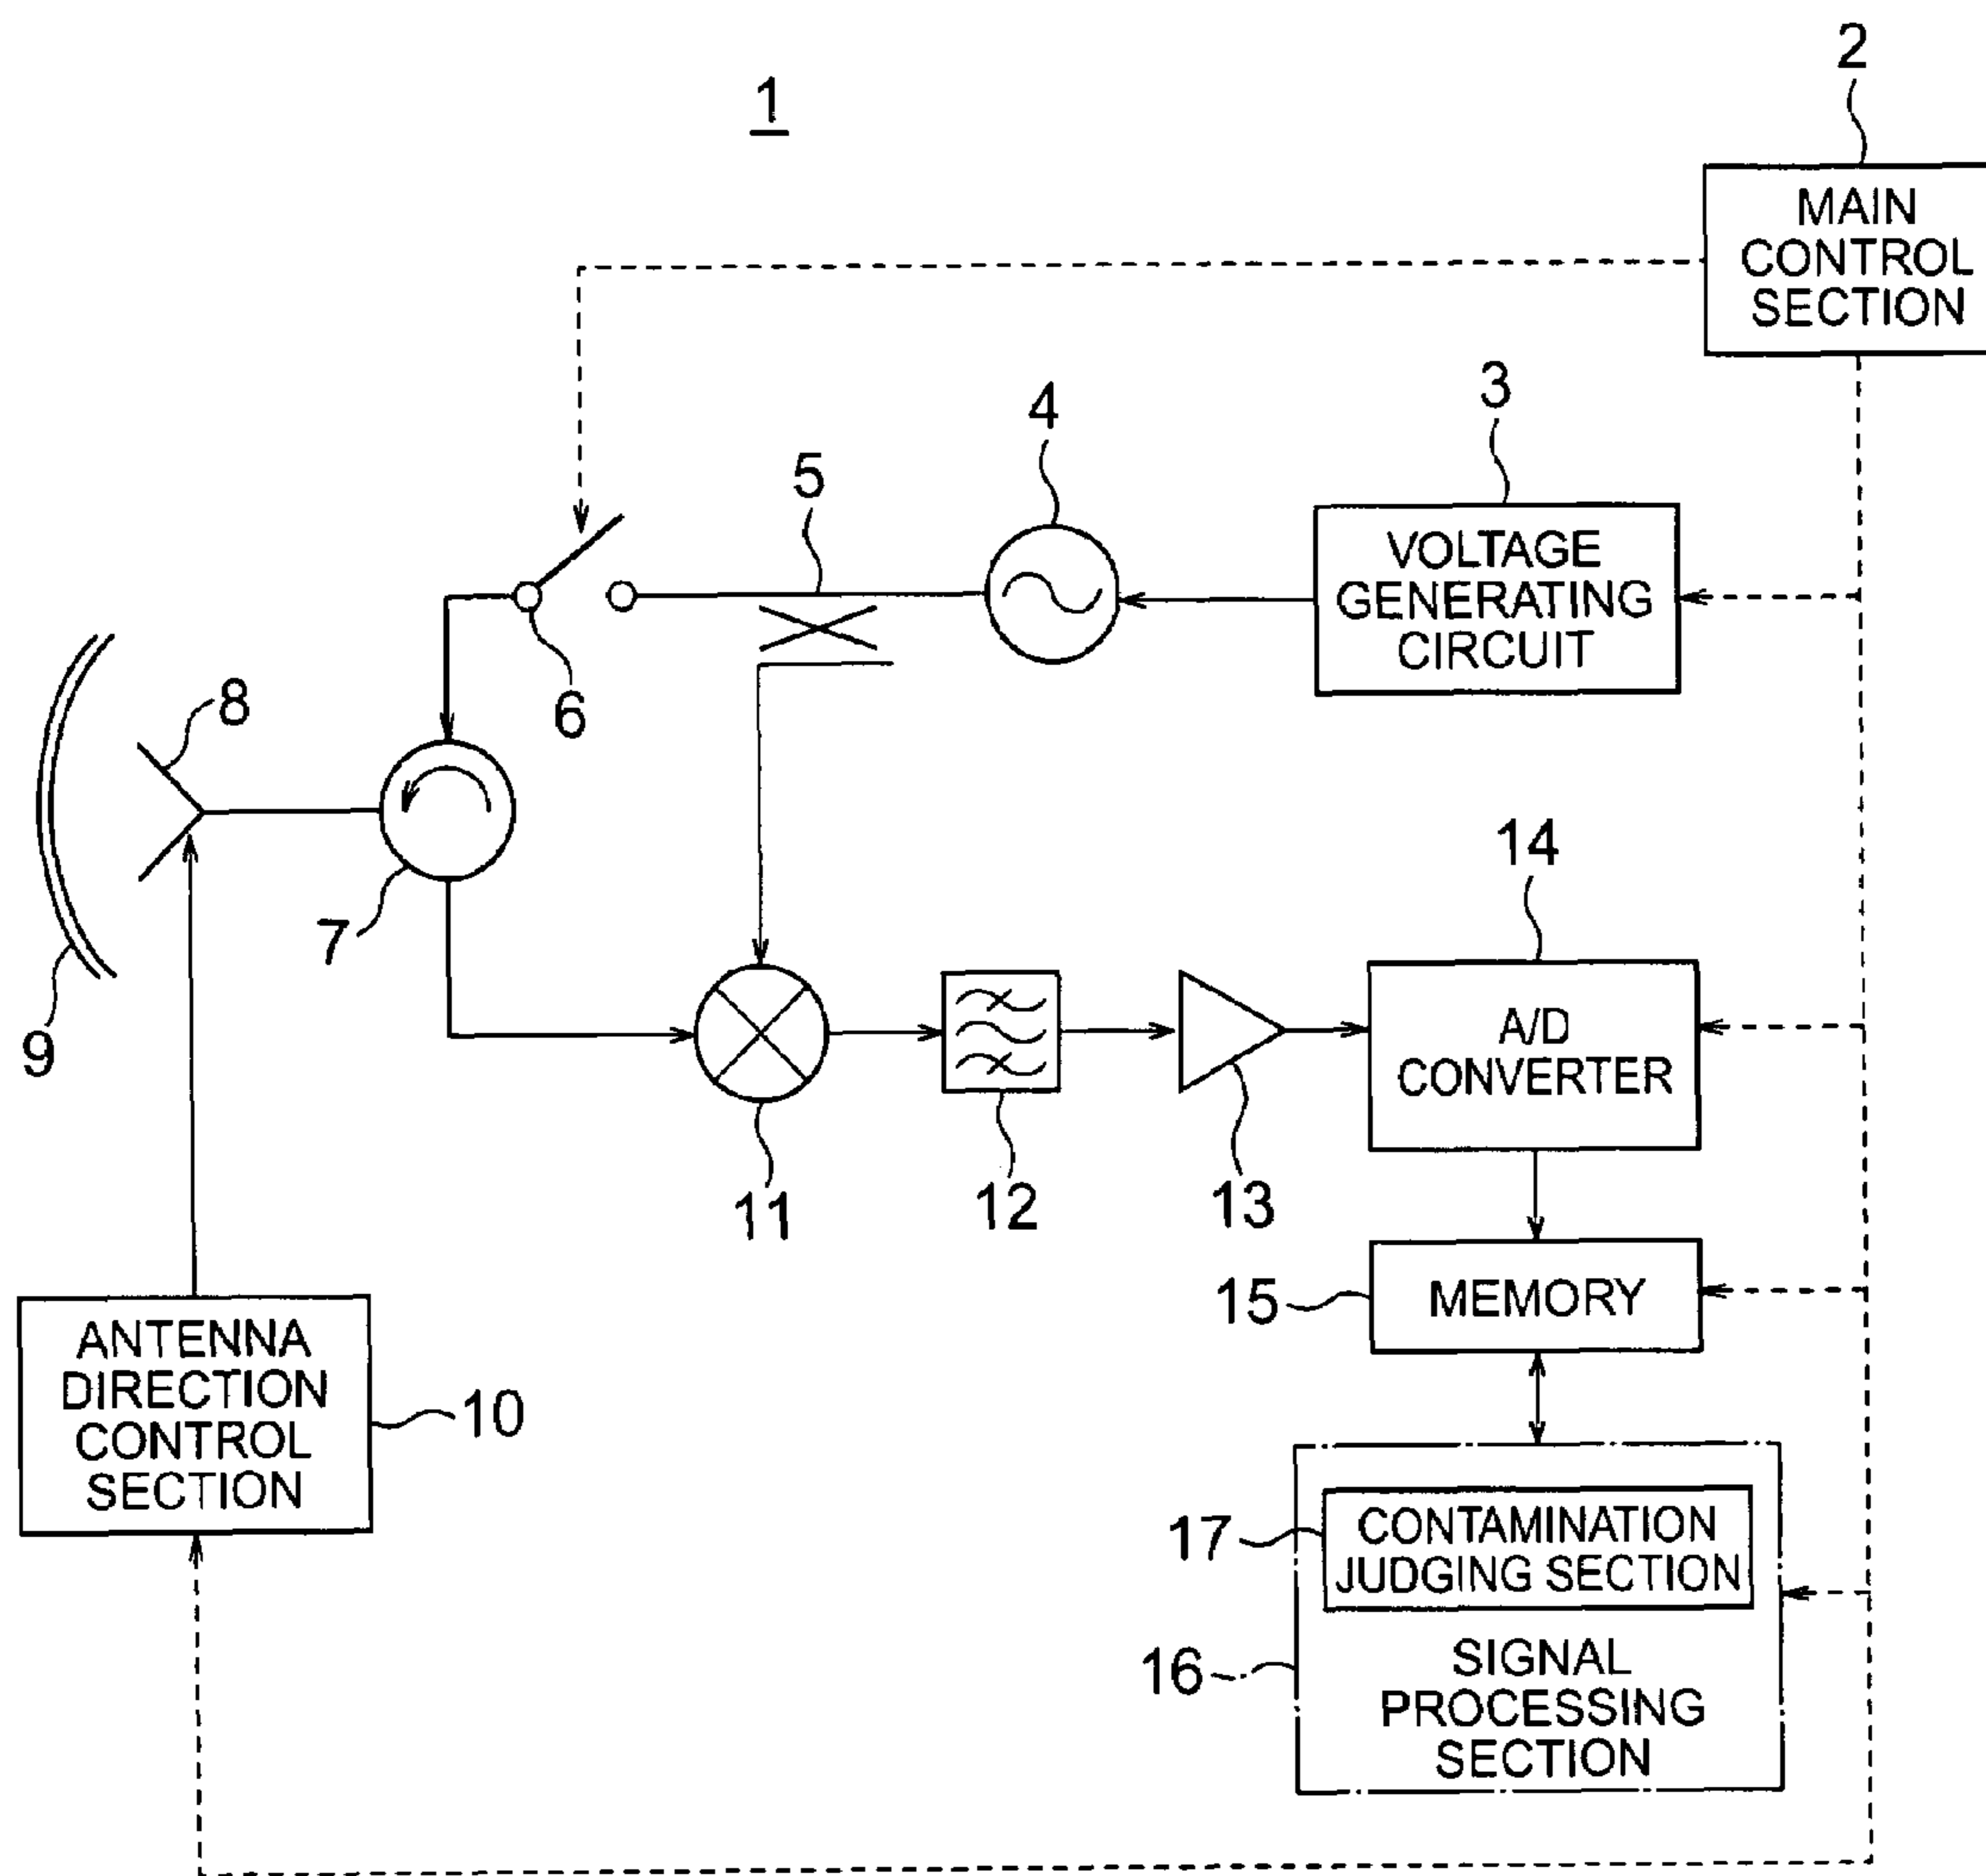 1
2
MAIN
CONTROL
SECTION
3
4
5
VOLTAGE
GENERATING
CIRCUIT
6
8
7
9
14
A/D
CONVERTER
11
12
13
15
MEMORY
ANTENNA
DIRECTION
CONTROL
SECTION
10
17
CONTAMINATION
JUDGING SECTION
16
SIGNAL
PROCESSING
SECTION